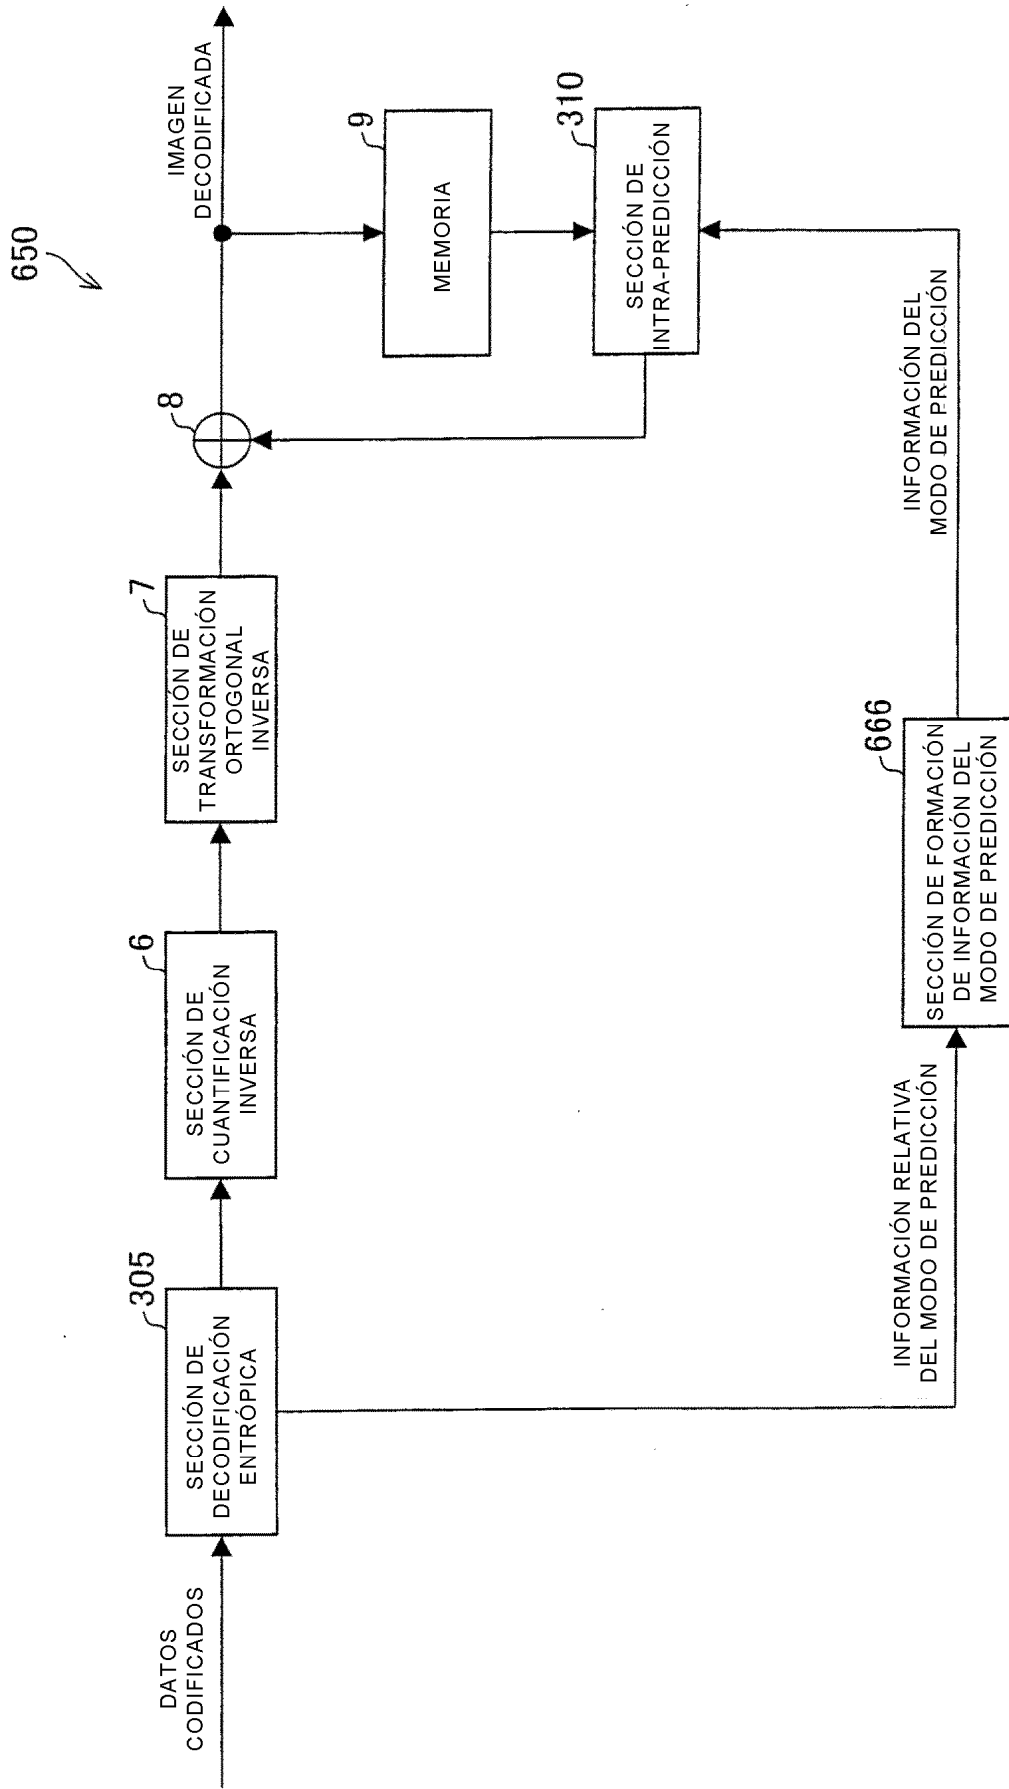 650
DATOS
CODIFICADOS
305
SECCIÓN DE
DECODIFICACIÓN
ENTRÓPICA
6
SECCIÓN DE
CUANTIFICACIÓN
INVERSA
7
SECCIÓN DE
TRANSFORMACIÓN
ORTOGONAL
INVERSA
8
IMAGEN
DECODIFICADA
9
MEMORIA
310
SECCIÓN DE
INTRA-PREDICCIÓN
INFORMACIÓN RELATIVA
DEL MODO DE PREDICCIÓN
666
SECCIÓN DE FORMACIÓN
DE INFORMACIÓN DEL
MODO DE PREDICCIÓN
INFORMACIÓN DEL
MODO DE PREDICCIÓN